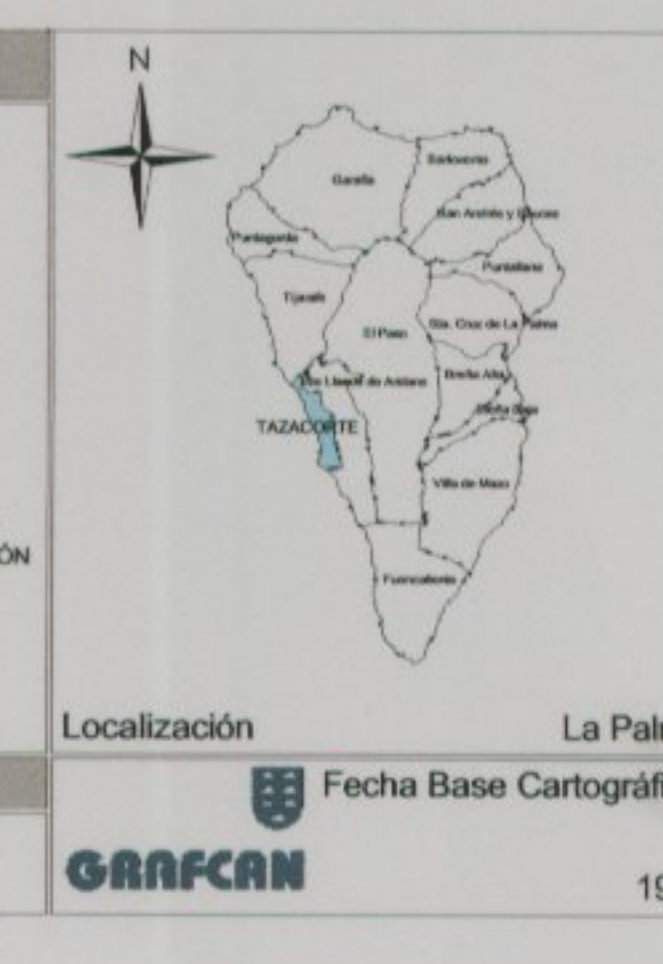 N
Garafía
Barlovento
San Andrés y Sauces
Puntagorda
Puntallana
Tijarafe
El Paso
Sta. Cruz de La Palma
Los Llanos de Aridane
Breña Alta
Breña Baja
TAZACORTE
Villa de Mazo
ÓN
Fuencaliente
Localización
La Pal
Fecha Base Cartográfi
GRAFCAN
19